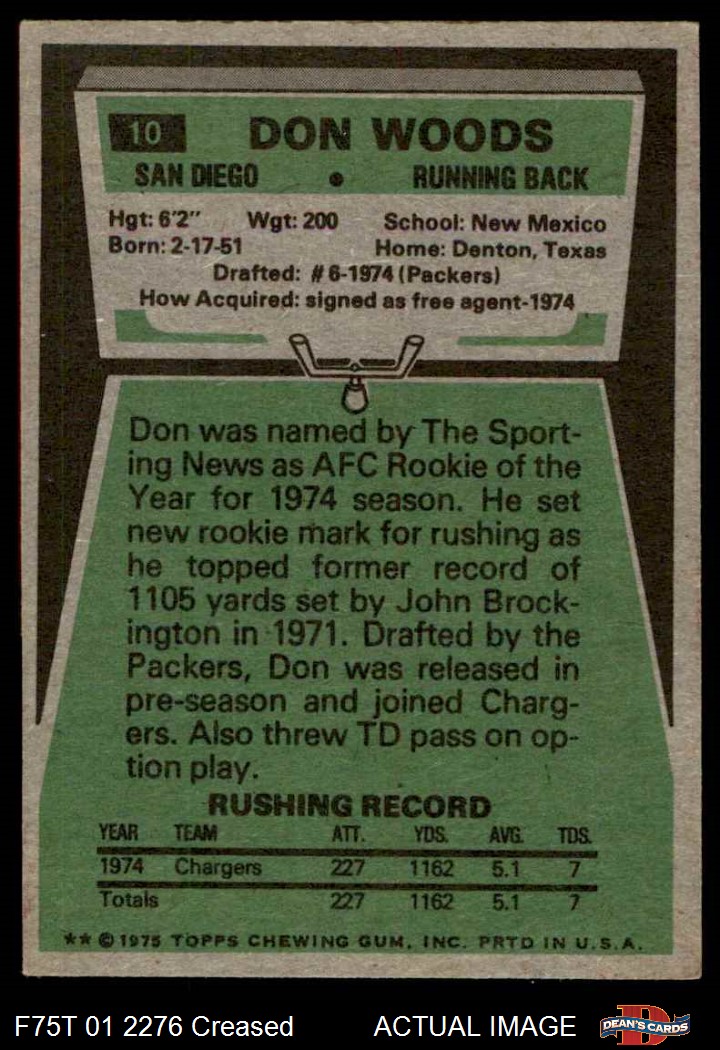 10 DON WOODS
SAN DIEGO • RUNNING BACK
Hgt: 6'2" Wgt: 200 School: New Mexico
Born: 2-17-51 Home: Denton, Texas
Drafted: #6-1974 (Packers)
How Acquired: signed as free agent-1974
Don was named by The Sport-
ing News as AFC Rookie of the
Year for 1974 season. He set
new rookie mark for rushing as
he topped former record of
1105 yards set by John Brock-
ington in 1971. Drafted by the
Packers, Don was released in
pre-season and joined Charg-
ers. Also threw TD pass on op-
tion play.
RUSHING RECORD
YEAR TEAM ATT. YDS. AVG. TDS.
1974 Chargers 227 1162 5.1 7
Totals 227 1162 5.1 7
** © 1975 TOPPS CHEWING GUM, INC. PRTD IN U.S.A.
F75T 01 2276 Creased ACTUAL IMAGE D DEAN'S CARDS